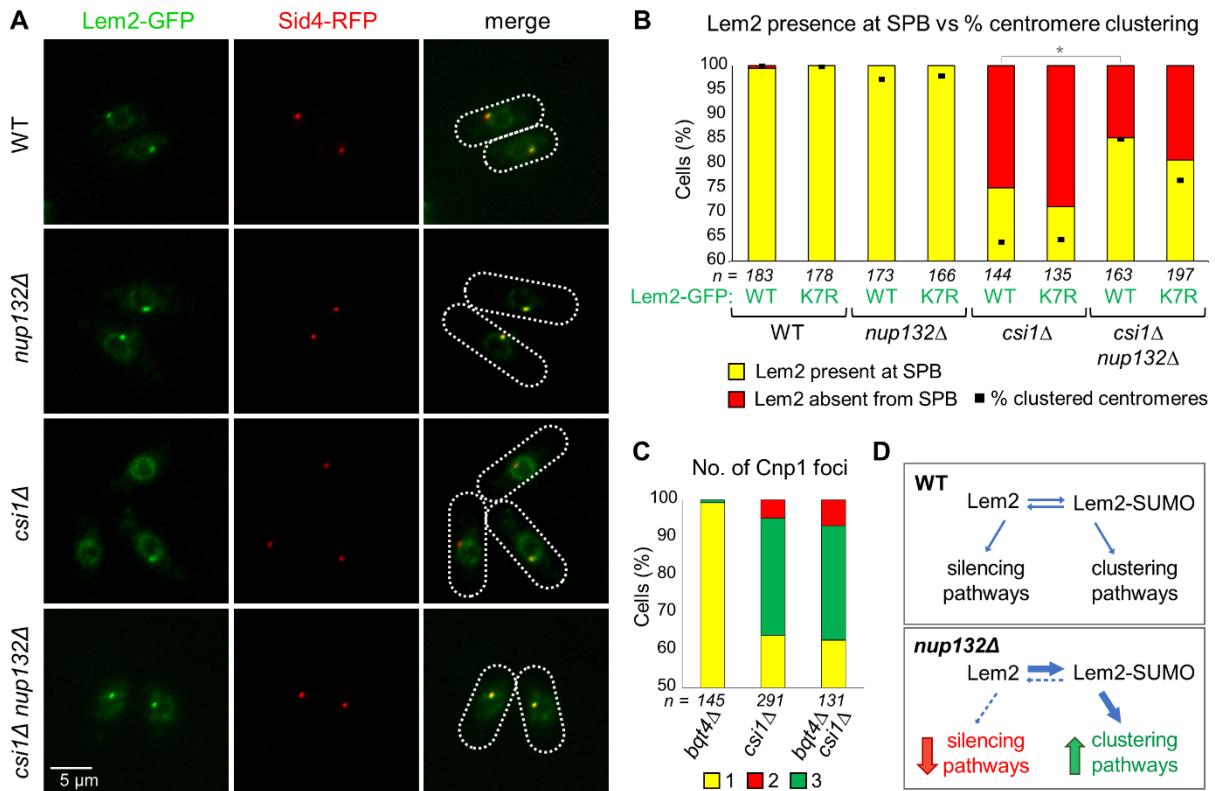 A
Lem2-GFP
Sid4-RFP
merge
WT
nup132Δ
csi1Δ
csi1Δ nup132Δ
5 µm
B
Lem2 presence at SPB vs % centromere clustering
*
Cells (%)
100
95
90
85
80
75
70
65
60
n = 183 178 173 166 144 135 163 197
Lem2-GFP: WT K7R WT K7R WT K7R WT K7R
WT nup132Δ csi1Δ csi1Δ
nup132Δ
Lem2 present at SPB
Lem2 absent from SPB
% clustered centromeres
C
No. of Cnp1 foci
Cells (%)
100
90
80
70
60
50
n = 145 291 131
bqt4Δ
csi1Δ
bqt4Δ
csi1Δ
1 2 3
D
WT
Lem2 Lem2-SUMO
silencing clustering
pathways pathways
nup132Δ
Lem2 Lem2-SUMO
silencing clustering
pathways pathways